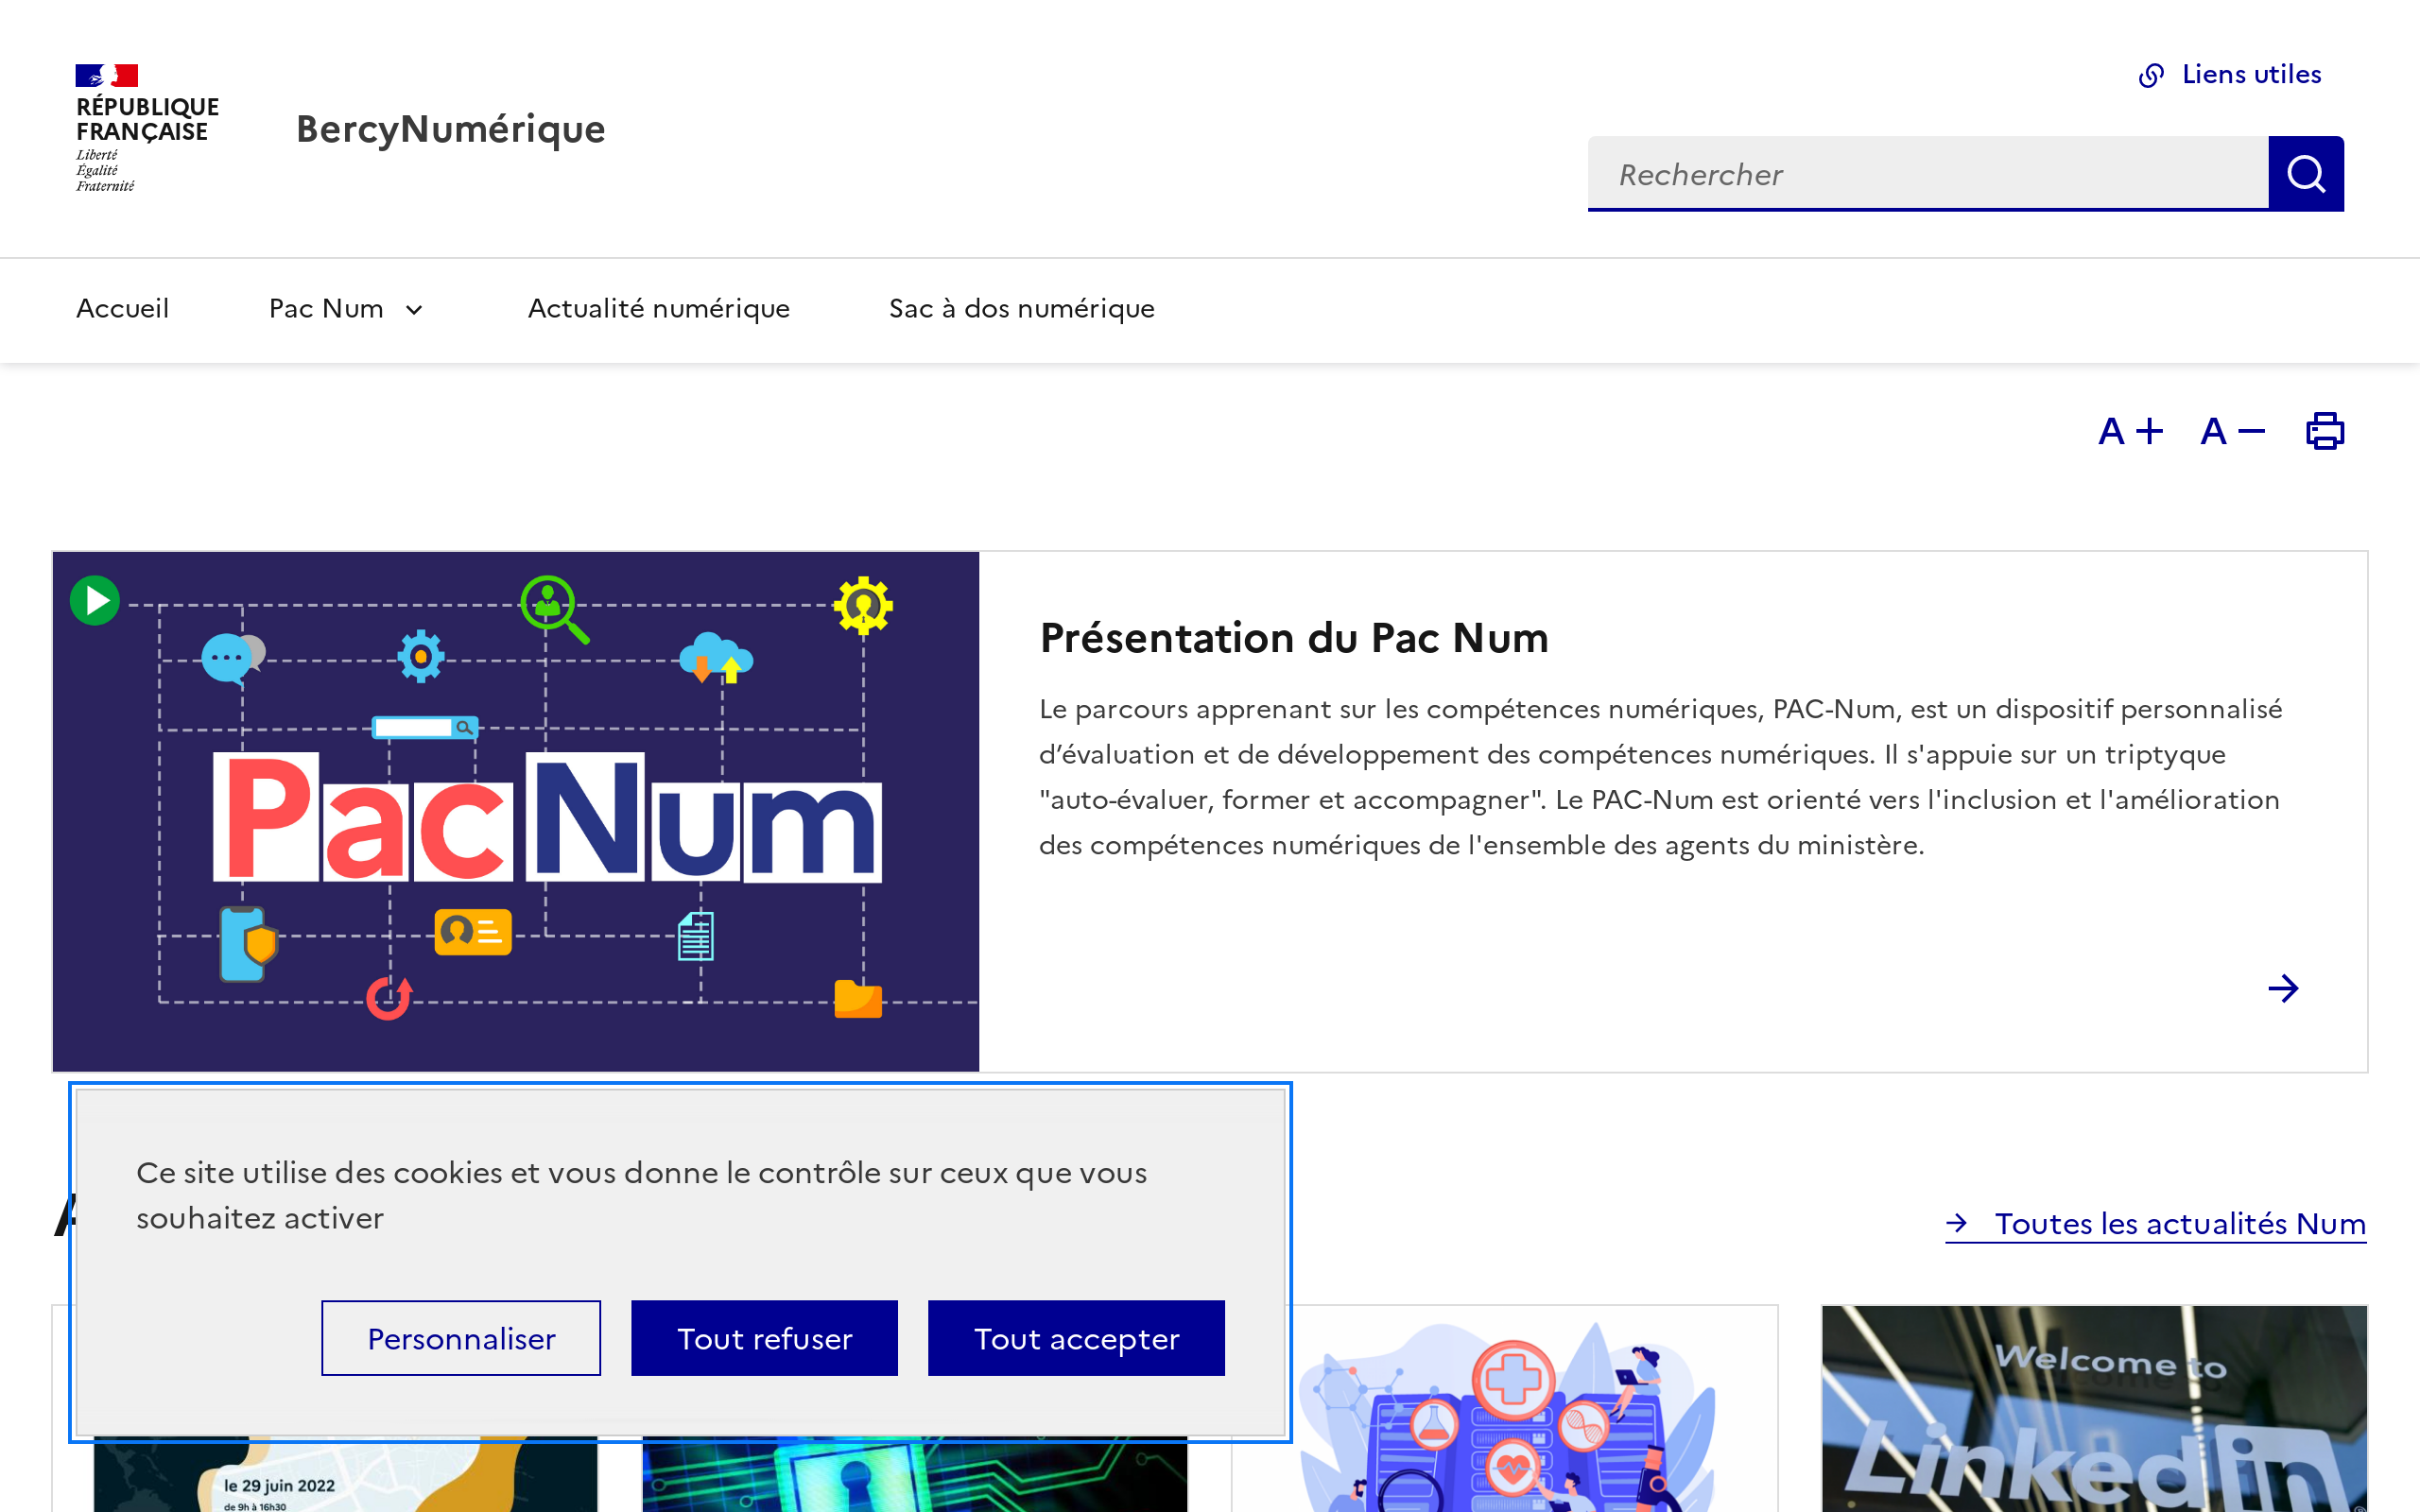 RÉPUBLIQUE
FRANÇAISE
Liberté
Égalité
Fraternité
BercyNumérique
Liens utiles
Rechercher
Accueil
Pac Num
Actualité numérique
Sac à dos numérique
A +
A −
PacNum
Présentation du Pac Num
Le parcours apprenant sur les compétences numériques, PAC-Num, est un dispositif personnalisé
d’évaluation et de développement des compétences numériques. Il s'appuie sur un triptyque
"auto-évaluer, former et accompagner". Le PAC-Num est orienté vers l'inclusion et l'amélioration
des compétences numériques de l'ensemble des agents du ministère.
Ce site utilise des cookies et vous donne le contrôle sur ceux que vous
souhaitez activer
Personnaliser
Tout refuser
Tout accepter
Toutes les actualités Num
le 29 juin 2022
de 9h à 16h30
Welcome to
Linkedin